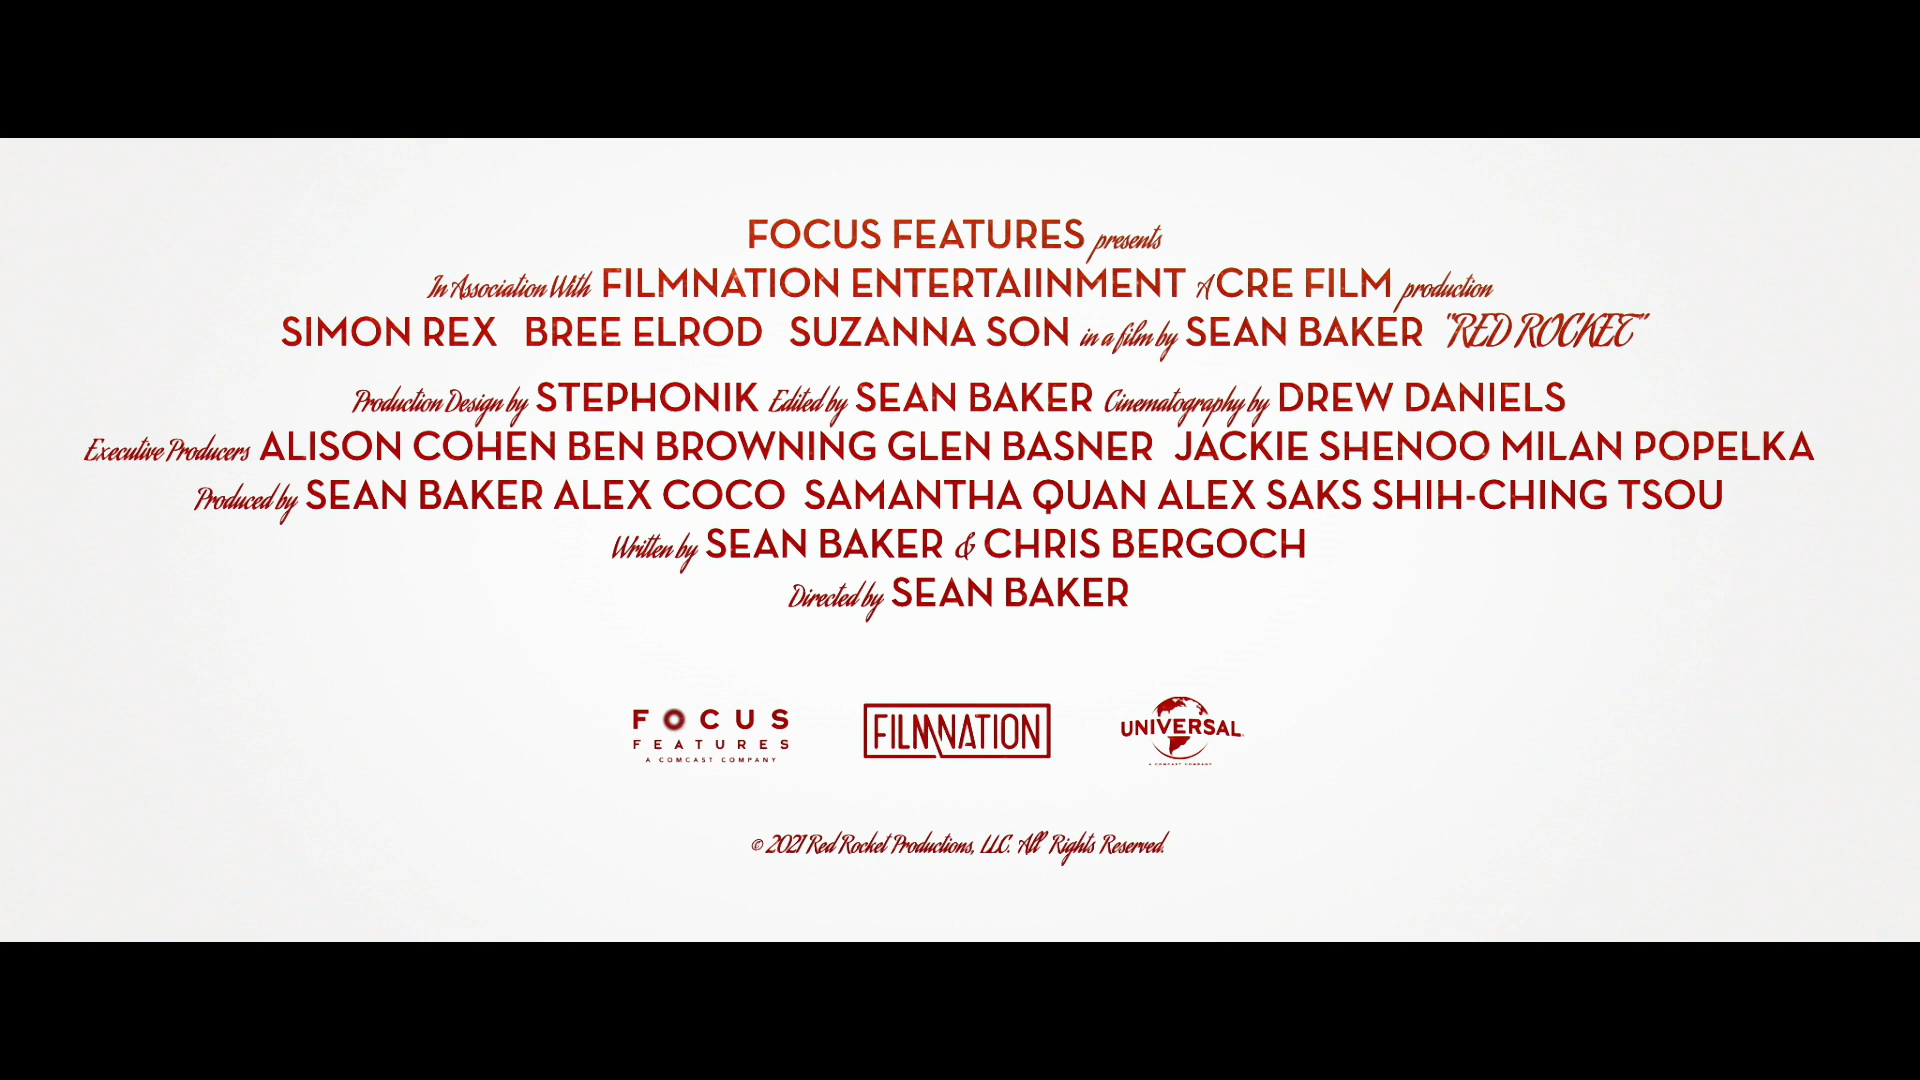 FOCUS FEATURES presents
In Association With FILMNATION ENTERTAIINMENT A CRE FILM production
SIMON REX BREE ELROD SUZANNA SON in a film by SEAN BAKER "RED ROCKET"
Production Design by STEPHONIK Edited by SEAN BAKER Cinematography by DREW DANIELS
Executive Producers ALISON COHEN BEN BROWNING GLEN BASNER JACKIE SHENOO MILAN POPELKA
Produced by SEAN BAKER ALEX COCO SAMANTHA QUAN ALEX SAKS SHIH-CHING TSOU
Written by SEAN BAKER & CHRIS BERGOCH
Directed by SEAN BAKER
FOCUS
FEATURES
A COMCAST COMPANY
FILMNATION
UNIVERSAL
A COMCAST COMPANY
© 2021 Red Rocket Productions, LLC. All Rights Reserved.